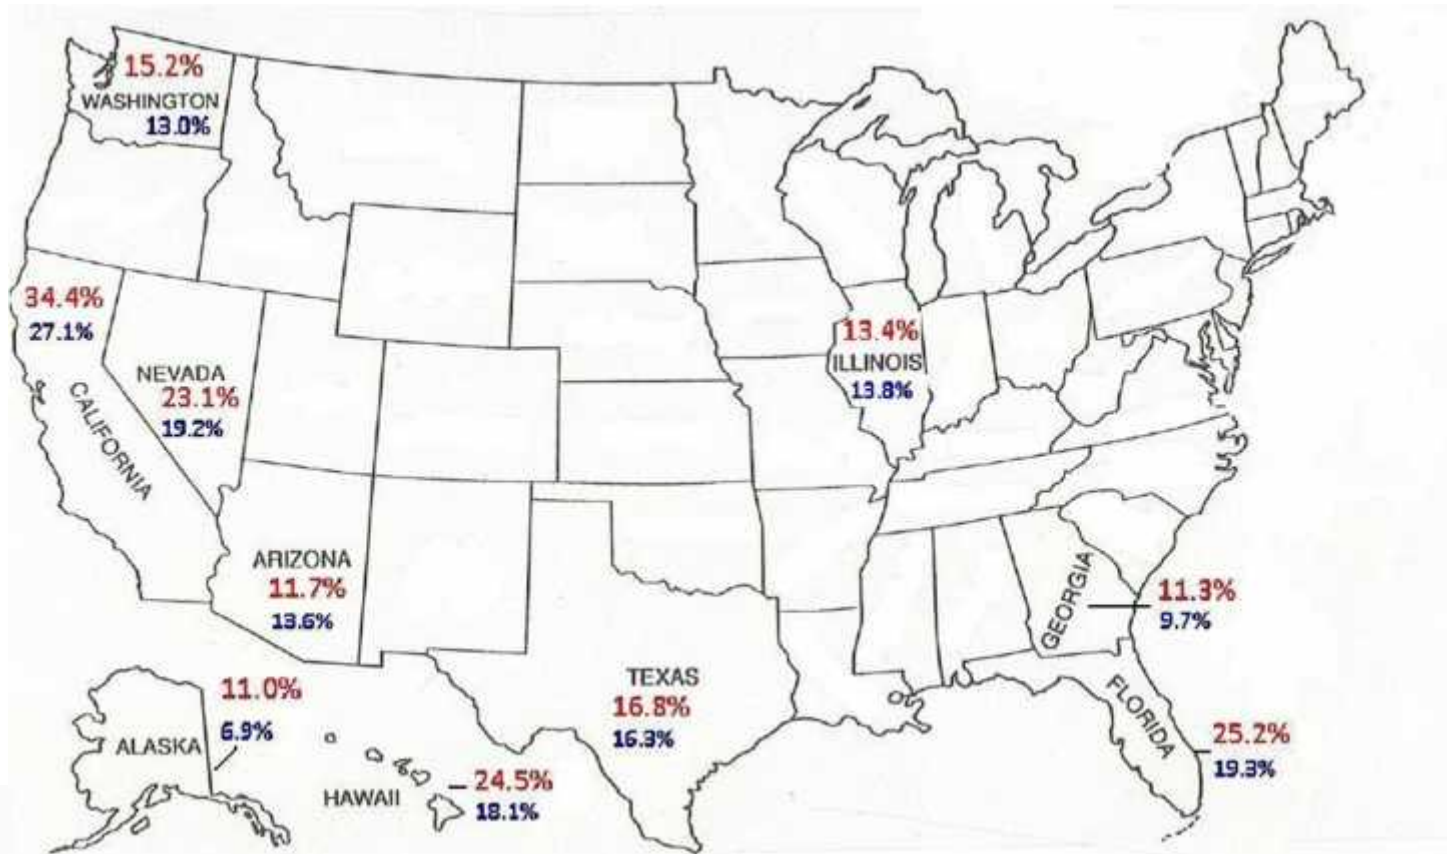 15.2%
WASHINGTON
13.0%
34.4%
27.1%
CALIFORNIA
NEVADA
23.1%
19.2%
13.4%
ILLINOIS
13.8%
ARIZONA
11.7%
13.6%
GEORGIA
11.3%
9.7%
TEXAS
16.8%
16.3%
FLORIDA
25.2%
19.3%
ALASKA
11.0%
6.9%
HAWAII
24.5%
18.1%